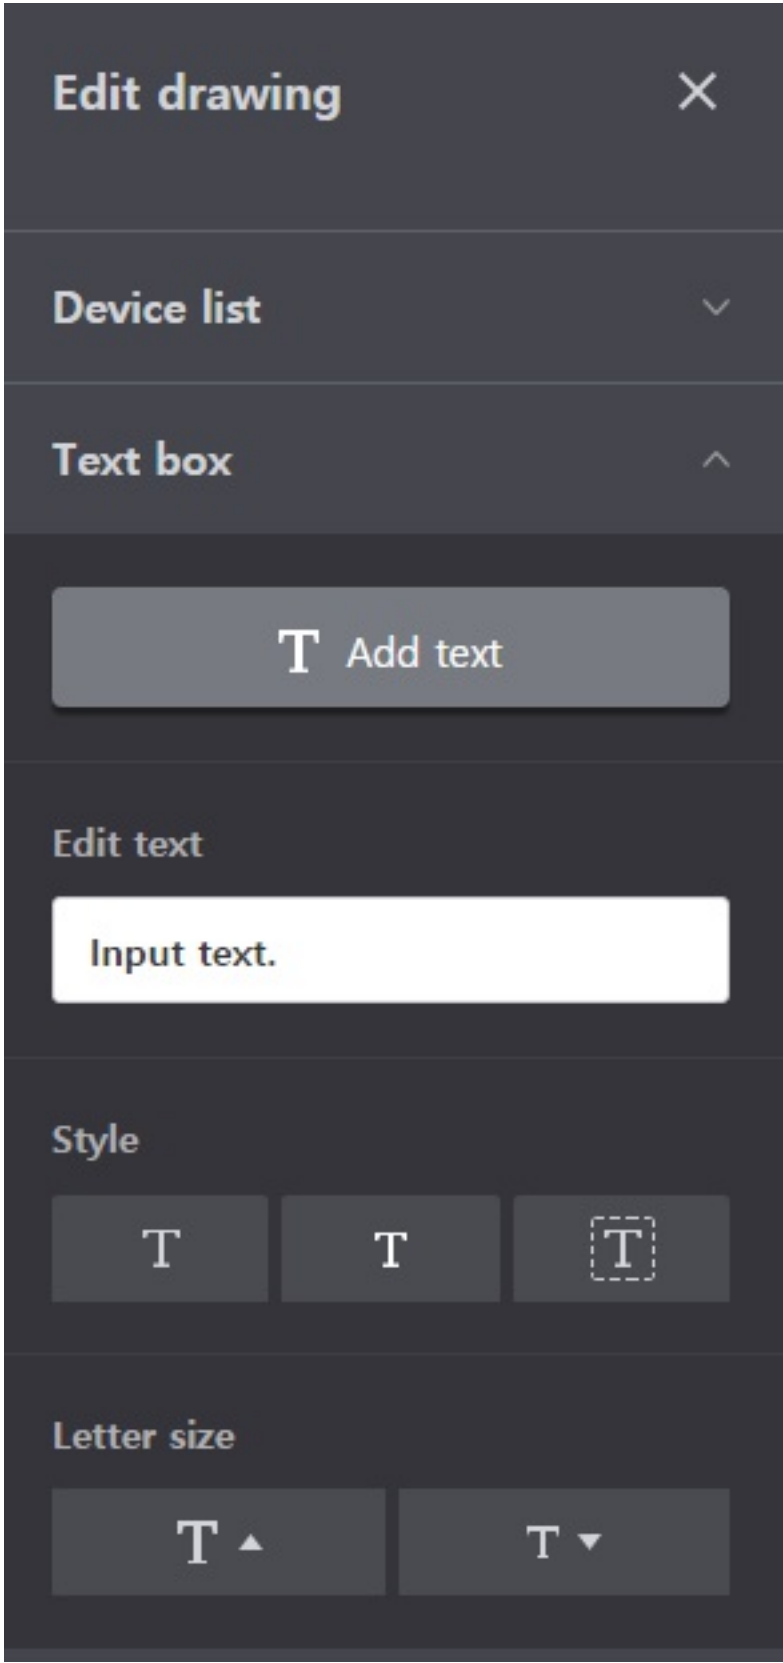 Edit drawing
Device list
Text box
T Add text
Edit text
Input text.
Style
T T T
Letter size
T T